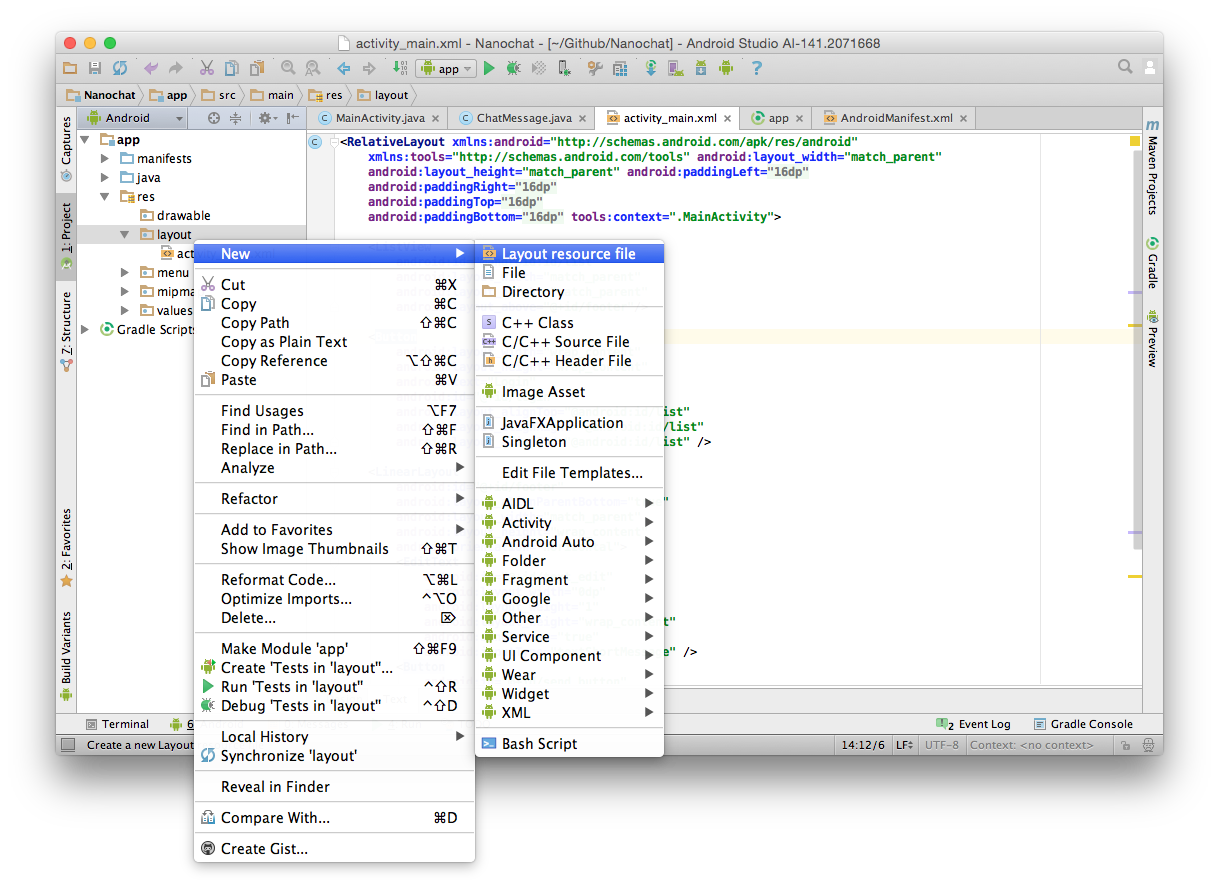 activity_main.xml - Nanochat - [~/Github/Nanochat] - Android Studio AI-141.2071668
app
?
Nanochat app src main res layout
Captures
1: Project
Z: Structure
2: Favorites
Build Variants
Android
MainActivity.java ChatMessage.java activity_main.xml app AndroidManifest.xml
app
manifests
java
res
drawable
layout
menu
values
Gradle Scripts
<RelativeLayout xmlns:android="http://schemas.android.com/apk/res/android"
xmlns:tools="http://schemas.android.com/tools" android:layout_width="match_parent"
android:layout_height="match_parent" android:paddingLeft="16dp"
android:paddingRight="16dp"
android:paddingTop="16dp"
android:paddingBottom="16dp" tools:context=".MainActivity">
list"
/list"
list" />
" />
New
Cut ⌘X
Copy ⌘C
Copy Path ⇧⌘C
Copy as Plain Text
Copy Reference ⌥⇧⌘C
Paste ⌘V
Find Usages ⌥F7
Find in Path... ⇧⌘F
Replace in Path... ⇧⌘R
Analyze
Refactor
Add to Favorites
Show Image Thumbnails ⇧⌘T
Reformat Code... ⌥⌘L
Optimize Imports... ^⌥O
Delete... ⌦
Make Module 'app' ⇧⌘F9
Create 'Tests in 'layout''...
Run 'Tests in 'layout'' ^⇧R
Debug 'Tests in 'layout'' ^⇧D
Local History
Synchronize 'layout'
Reveal in Finder
Compare With... ⌘D
Create Gist...
Layout resource file
File
Directory
C++ Class
C/C++ Source File
C/C++ Header File
Image Asset
JavaFXApplication
Singleton
Edit File Templates...
AIDL
Activity
Android Auto
Folder
Fragment
Google
Other
Service
UI Component
Wear
Widget
XML
Bash Script
m
Maven Projects
Gradle
Preview
Terminal 6
2 Event Log Gradle Console
Create a new Layout
14:12/6 LF÷ UTF-8 Context: <no context>